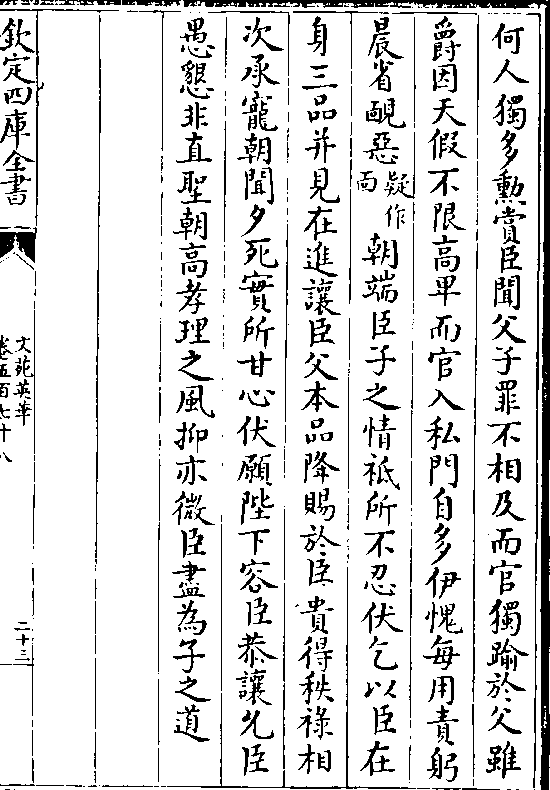 何人獨多勲賞臣聞父子罪不相及而官獨踰於父雖
爵因天假不限高卑而官入私門自多伊愧每用責躬
晨省靦惡疑作面朝端臣子之情祗所不忍伏乞以臣在
身三品并見在進讓臣父本品降賜於臣貴得秩祿相
次承寵朝聞夕死實所甘心伏願陛下容臣恭讓允臣
愚懇非直聖朝高孝理之風抑亦微臣盡為子之道
欽定四庫全書
文苑英華
卷五百七十八
二十三